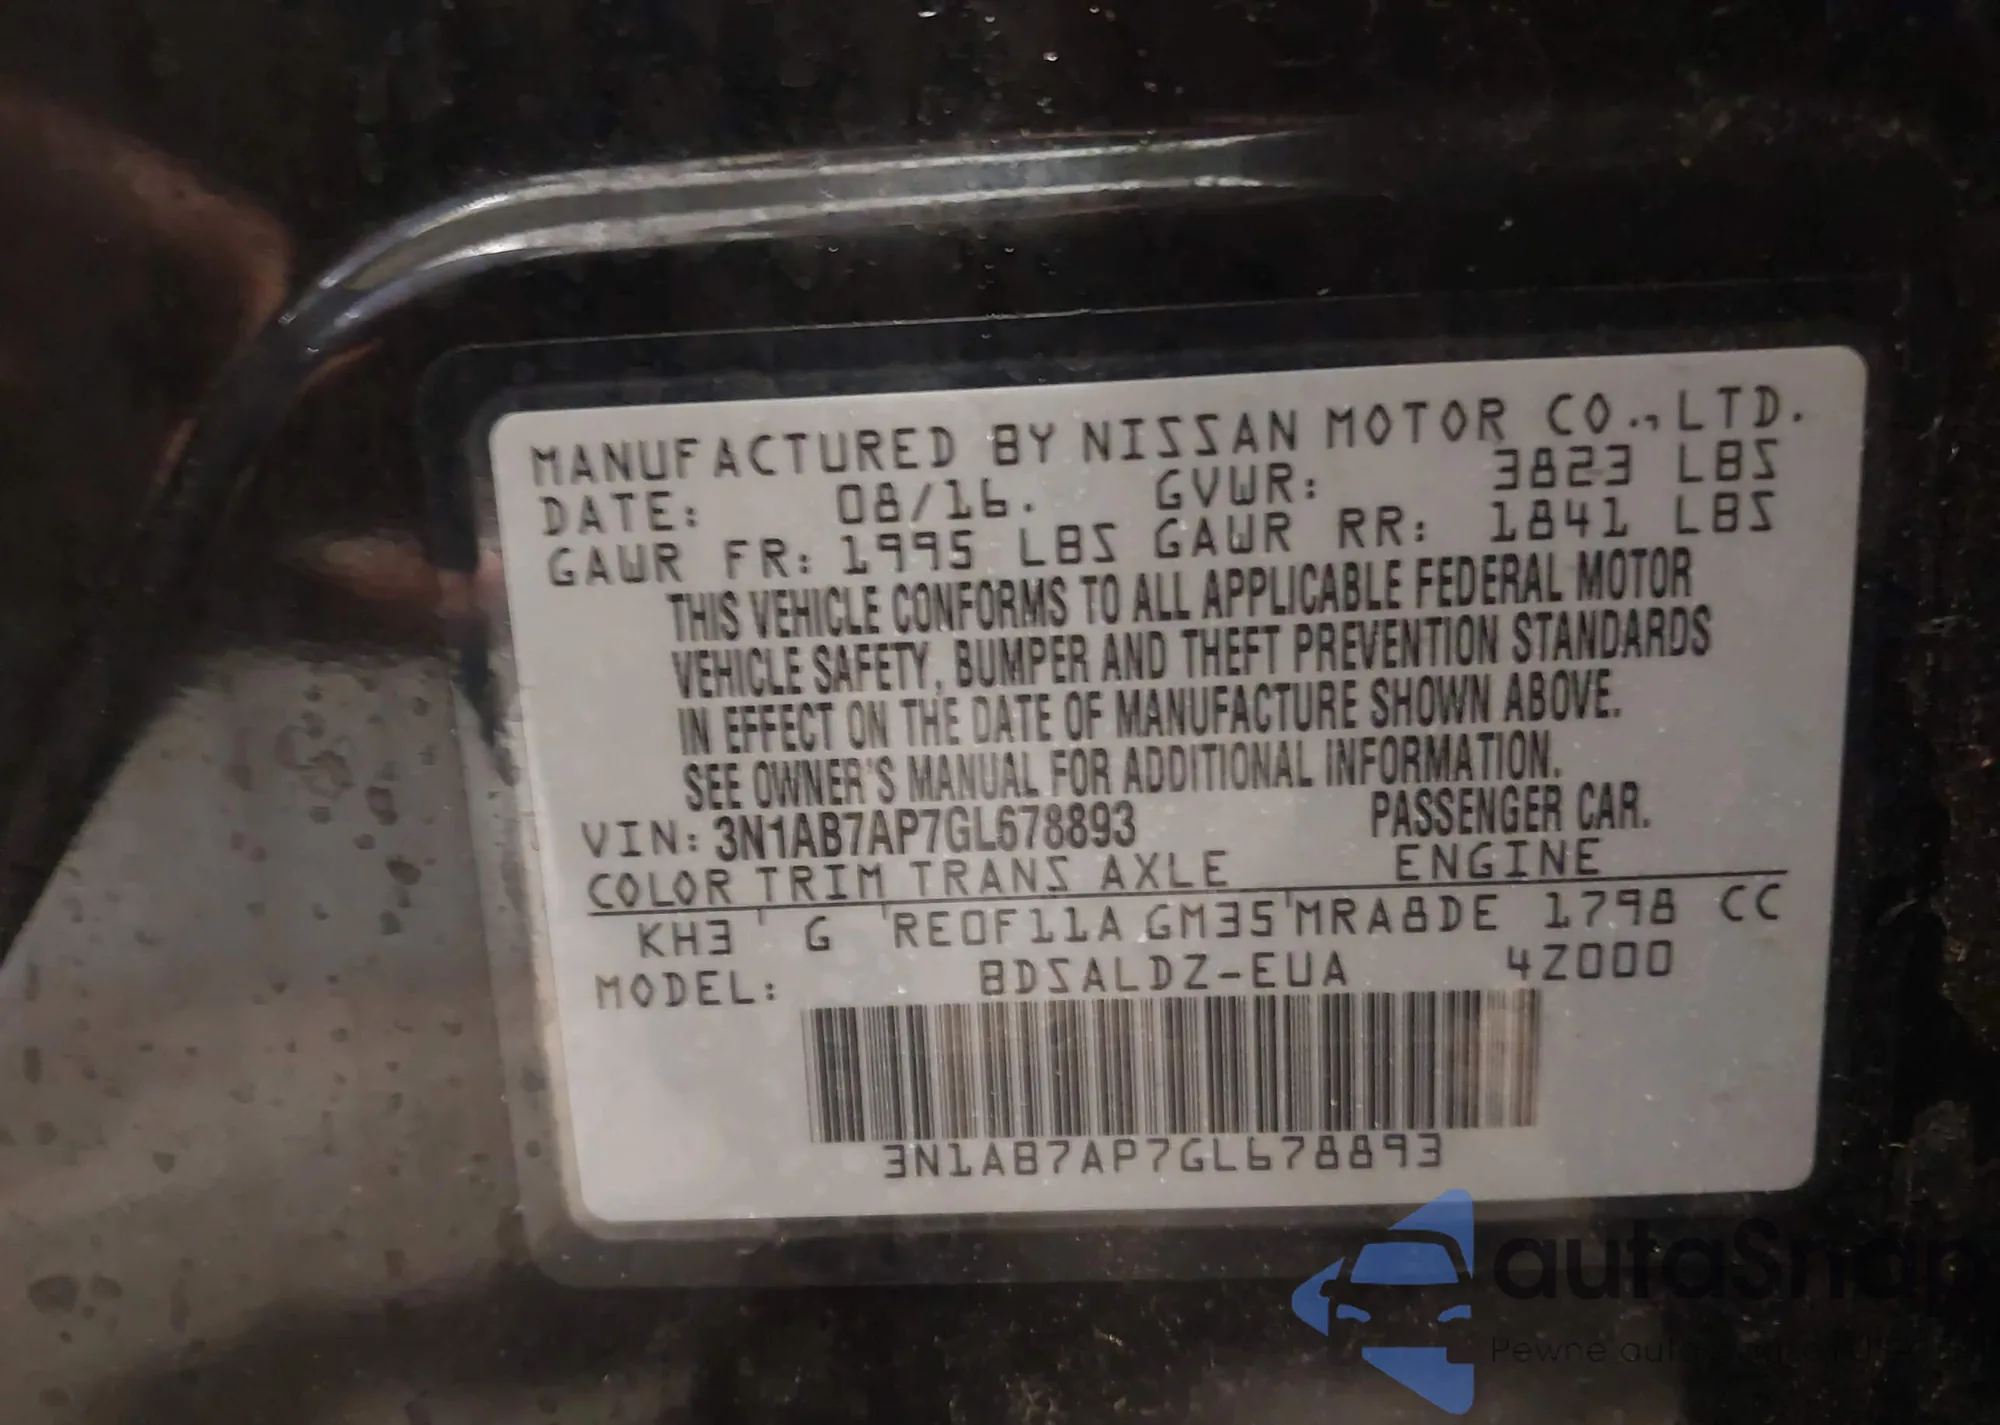 MANUFACTURED BY NISSAN MOTOR CO.,LTD.
DATE: 08/16. GVWR: 3823 LBS
GAWR FR: 1995 LBS GAWR RR: 1841 LBS
THIS VEHICLE CONFORMS TO ALL APPLICABLE FEDERAL MOTOR
VEHICLE SAFETY, BUMPER AND THEFT PREVENTION STANDARDS
IN EFFECT ON THE DATE OF MANUFACTURE SHOWN ABOVE.
SEE OWNER'S MANUAL FOR ADDITIONAL INFORMATION.
VIN: 3N1AB7AP7GL678893 PASSENGER CAR.
COLOR TRIM TRANS AXLE ENGINE
KH3 G RE0F11A GM35 MRA8DE 1798 CC
MODEL: BDSALDZ-EUA 4Z000
3N1AB7AP7GL678893
autaSnap
Pewne auta